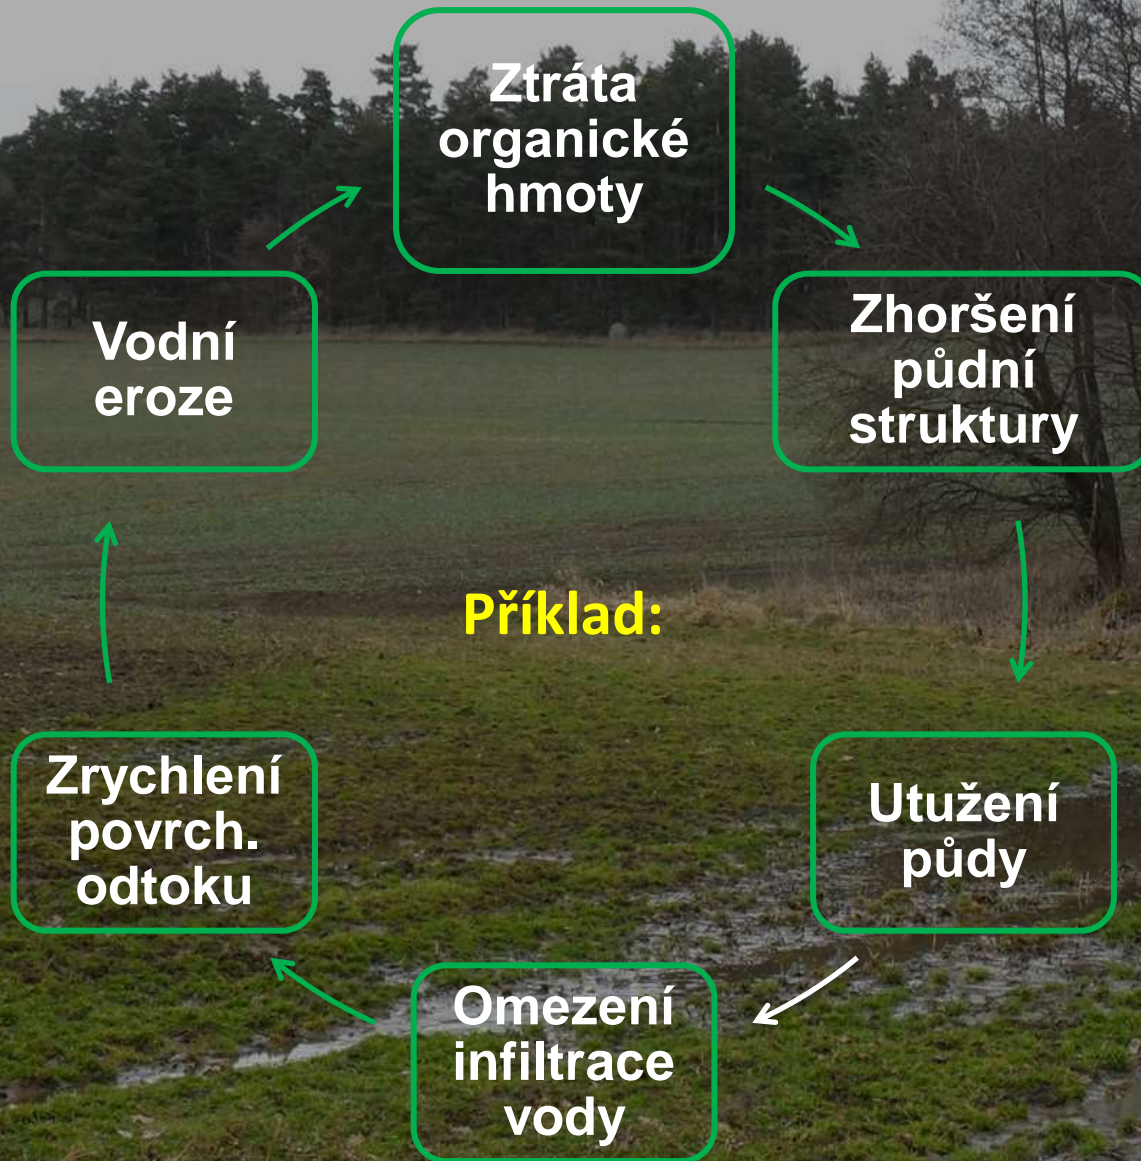 Ztráta
organické
hmoty
Zhoršení
půdní
struktury
Utužení
půdy
Omezení
infiltrace
vody
Zrychlení
povrch.
odtoku
Vodní
eroze
Příklad: